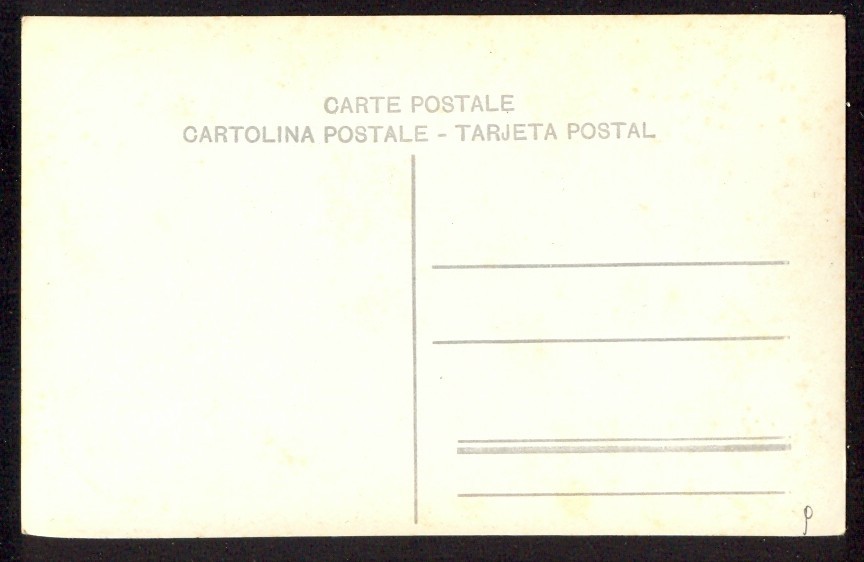 CARTE POSTALE
CARTOLINA POSTALE - TARJETA POSTAL